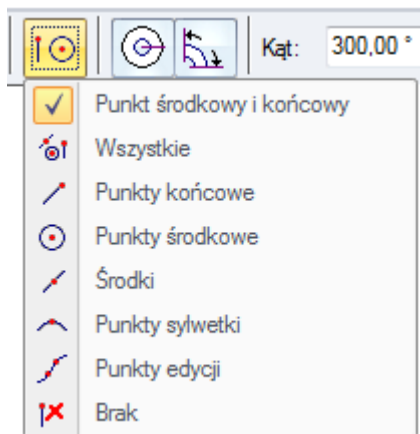 Kąt: 300,00 °
Punkt środkowy i końcowy
Wszystkie
Punkty końcowe
Punkty środkowe
Środki
Punkty sylwetki
Punkty edycji
Brak